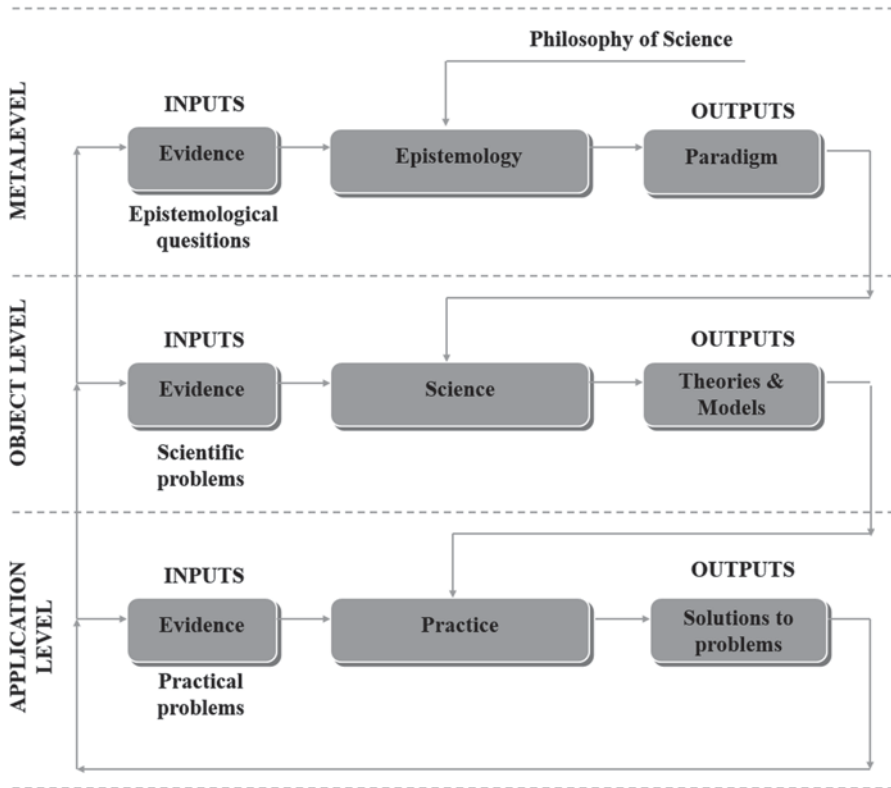 Philosophy of Science
METALEVEL
INPUTS
OUTPUTS
Evidence
Epistemology
Paradigm
Epistemological
quesitions
OBJECT LEVEL
INPUTS
OUTPUTS
Evidence
Science
Theories &
Models
Scientific
problems
APPLICATION
LEVEL
INPUTS
OUTPUTS
Evidence
Practice
Solutions to
problems
Practical
problems